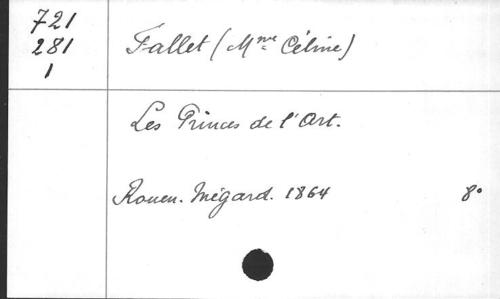 721
281
1
Fallet (Mme Céline)
Les Princes de l'Art.
Rouen. Mégard. 1864 8°